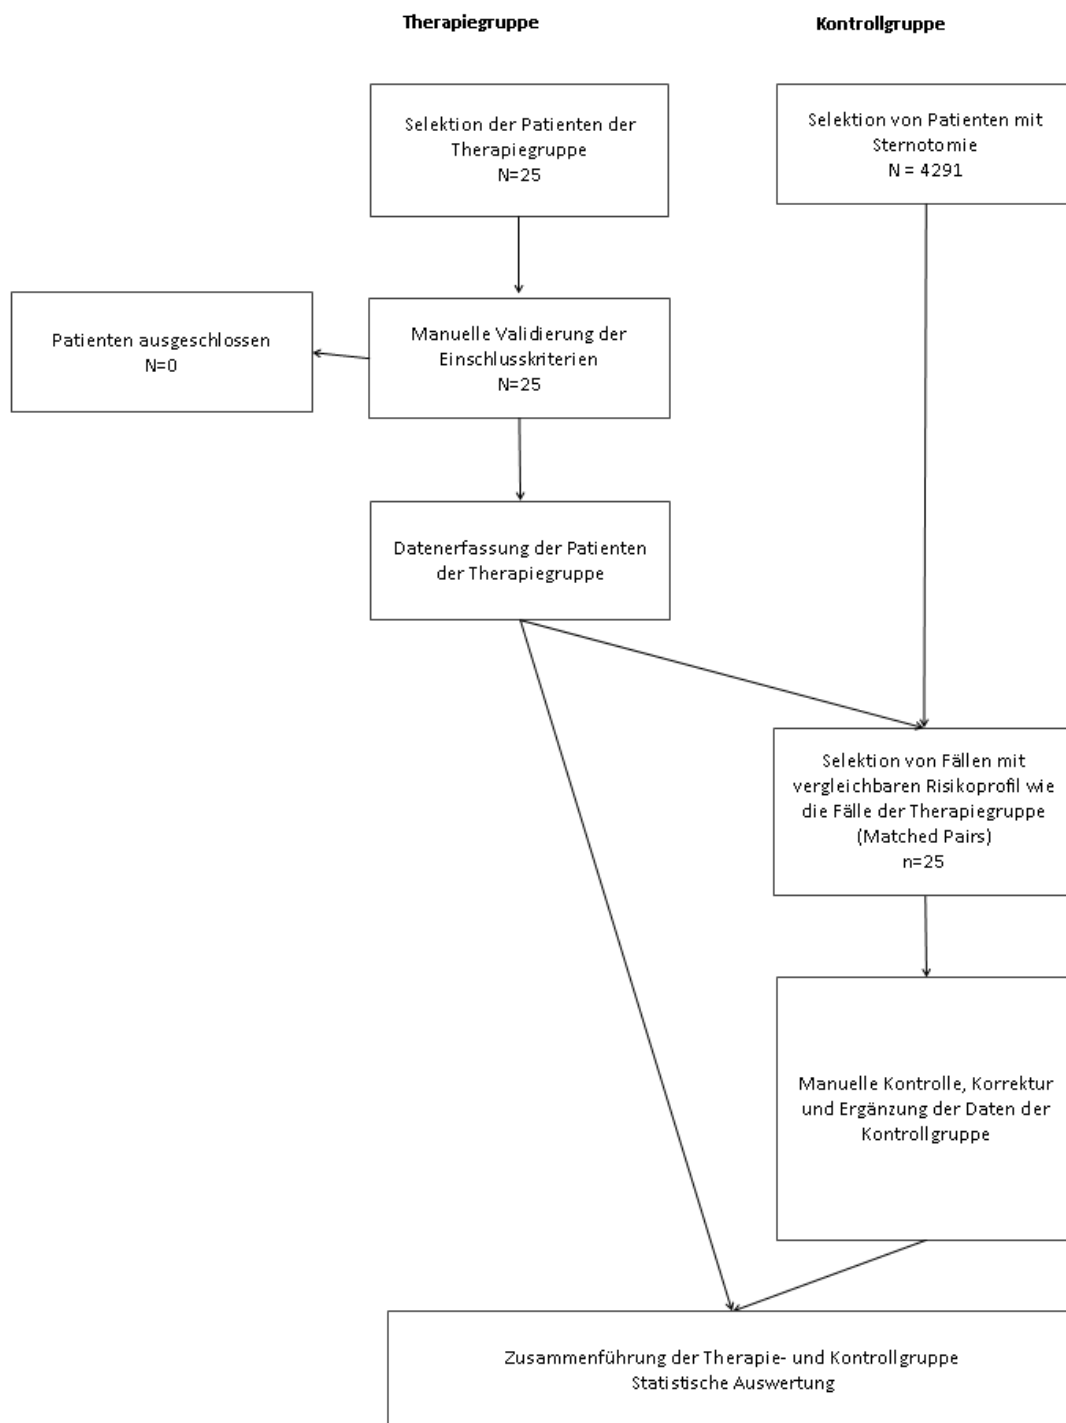 Therapiegruppe
Kontrollgruppe
Selektion der Patienten der
Therapiegruppe
N=25
Selektion von Patienten mit
Sternotomie
N = 4291
Patienten ausgeschlossen
N=0
Manuelle Validierung der
Einschlusskriterien
N=25
Datenerfassung der Patienten
der Therapiegruppe
Selektion von Fällen mit
vergleichbaren Risikoprofil wie
die Fälle der Therapiegruppe
(Matched Pairs)
n=25
Manuelle Kontrolle, Korrektur
und Ergänzung der Daten der
Kontrollgruppe
Zusammenführung der Therapie- und Kontrollgruppe
Statistische Auswertung